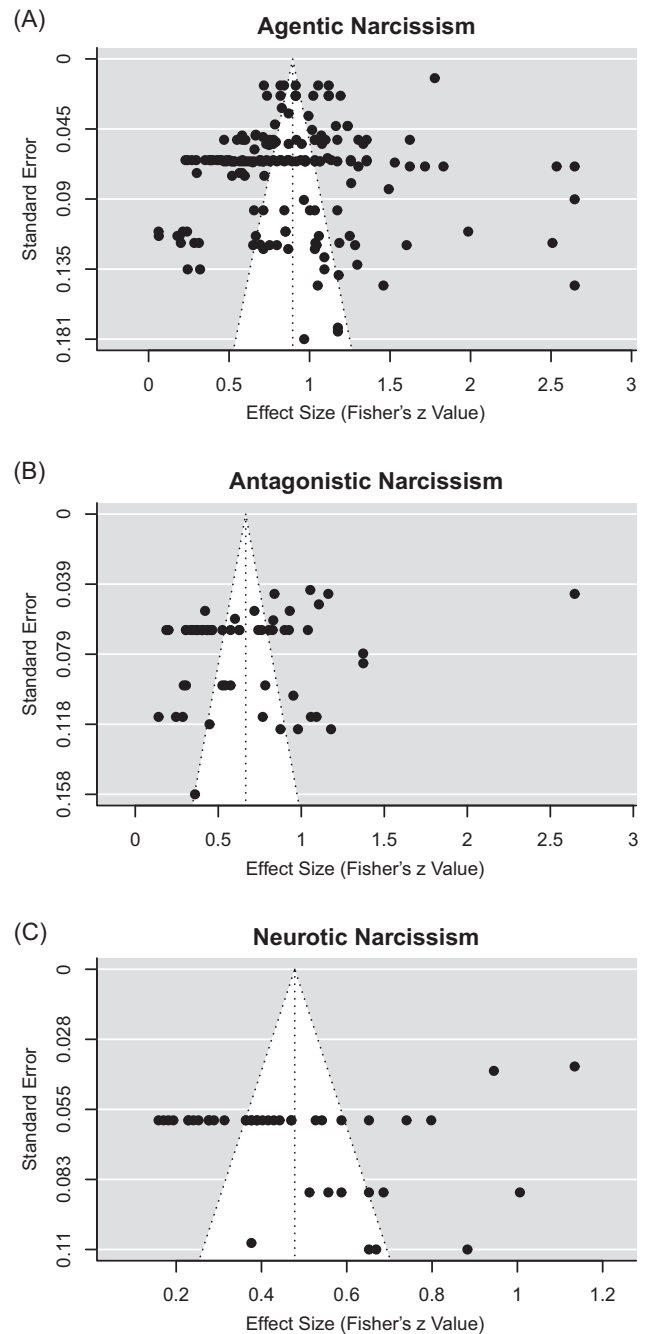 (A)
Agentic Narcissism
Standard Error
0
0.045
0.09
0.135
0.181
0 0.5 1 1.5 2 2.5 3
Effect Size (Fisher's z Value)
(B)
Antagonistic Narcissism
Standard Error
0
0.039
0.079
0.118
0.158
0 0.5 1 1.5 2 2.5 3
Effect Size (Fisher's z Value)
(C)
Neurotic Narcissism
Standard Error
0
0.028
0.055
0.083
0.11
0.2 0.4 0.6 0.8 1 1.2
Effect Size (Fisher's z Value)